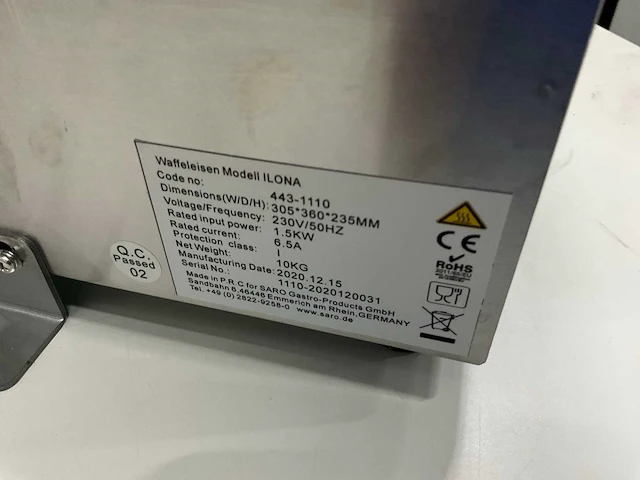 Waffeleisen Modell ILONA
Code no: 443-1110
Dimensions(W/D/H): 305*360*235MM
Voltage/Frequency: 230V/50HZ
Rated input power: 1.5KW
Rated current: 6.5A
Protection class: I
Net Weight: 10KG
Manufacturing Date: 2020.12.15
Serial No.: 1110-2020120031
Made in P.R.C for SARO Gastro-Products GmbH
Sandbahn 6,46446 Emmerich am Rhein,GERMANY
Tel. +49 (0) 2822-9258-0 www.saro.de
CE
RoHS
2011/65/EU
Q.C.
Passed
02